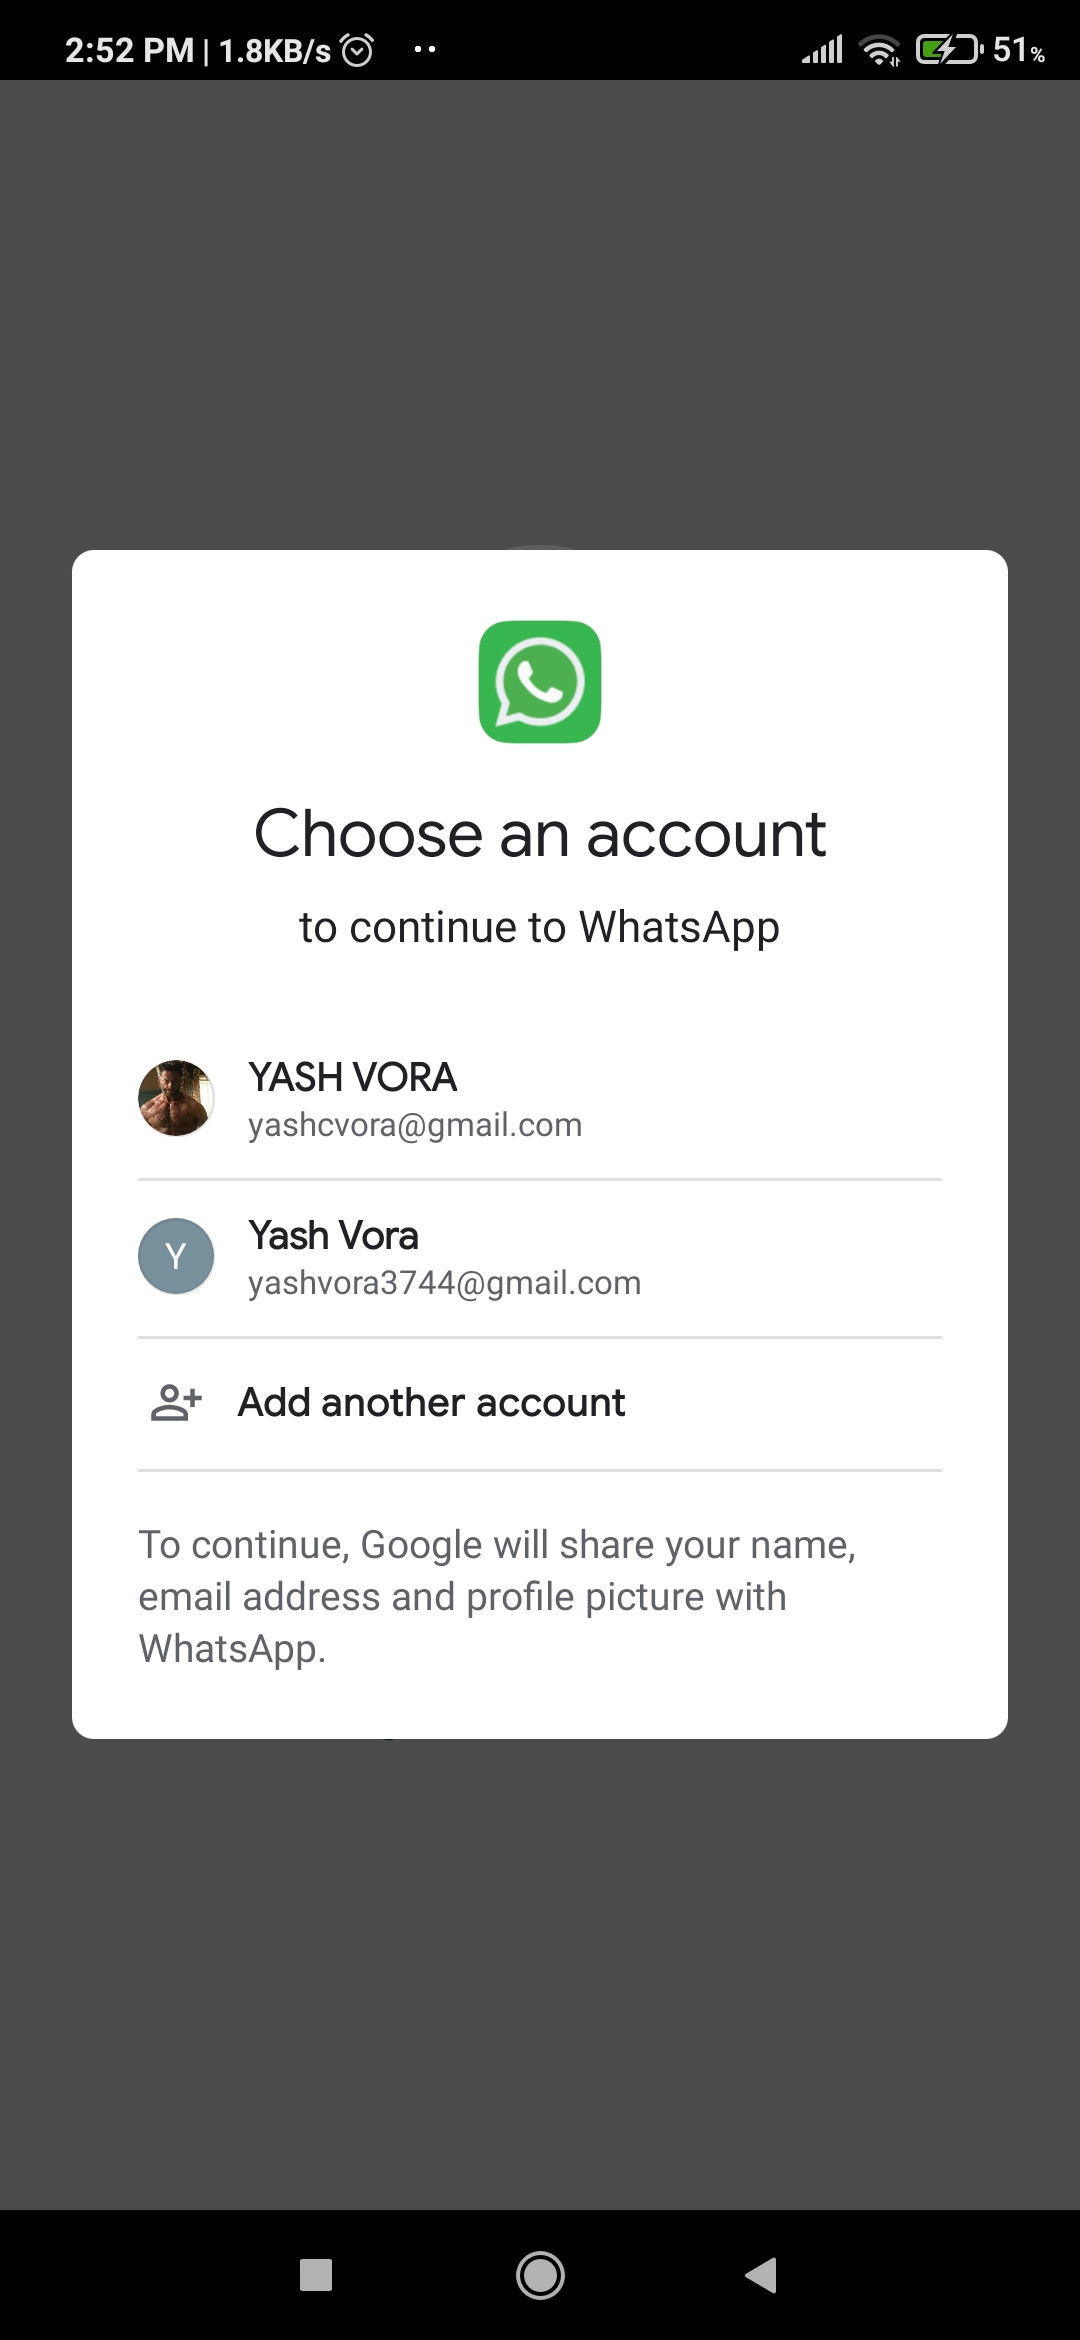 2:52 PM | 1.8KB/s 51%
Choose an account
to continue to WhatsApp
YASH VORA
yashcvora@gmail.com
Y
Yash Vora
yashvora3744@gmail.com
Add another account
To continue, Google will share your name,
email address and profile picture with
WhatsApp.